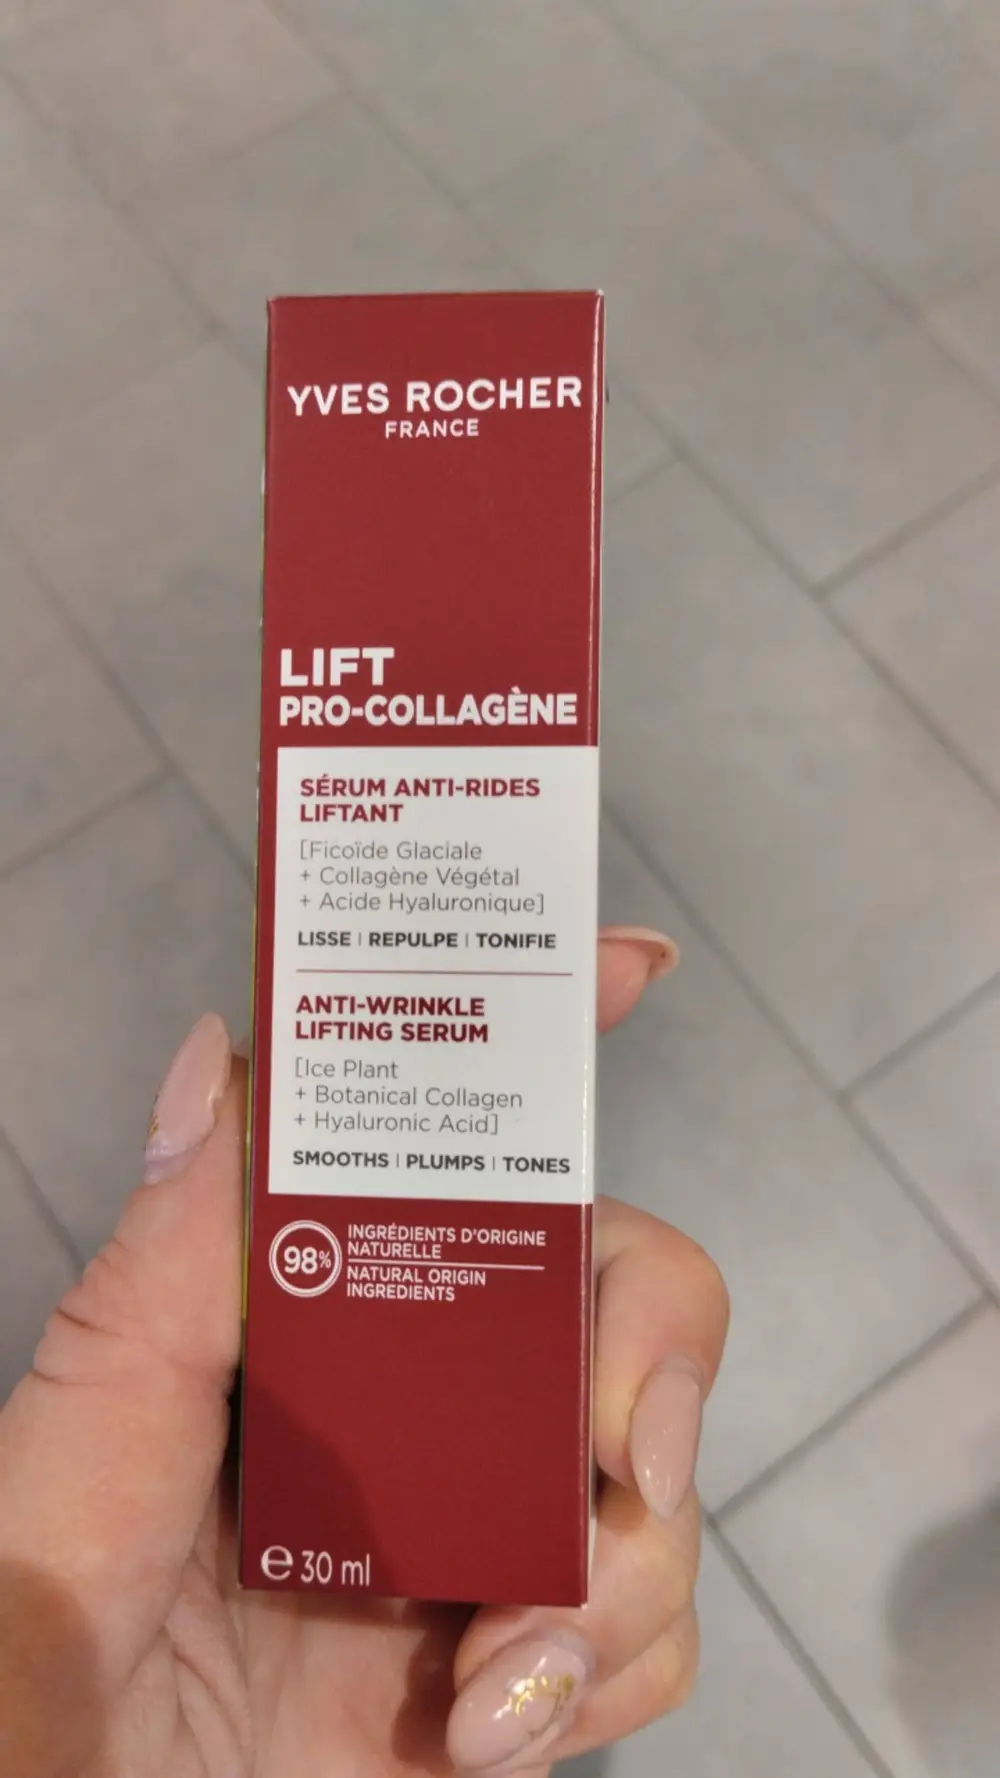 YVES ROCHER
FRANCE
LIFT
PRO-COLLAGÈNE
SÉRUM ANTI-RIDES
LIFTANT
[Ficoïde Glaciale
+ Collagène Végétal
+ Acide Hyaluronique]
LISSE | REPULPE | TONIFIE
ANTI-WRINKLE
LIFTING SERUM
[Ice Plant
+ Botanical Collagen
+ Hyaluronic Acid]
SMOOTHS | PLUMPS | TONES
98%
INGRÉDIENTS D'ORIGINE
NATURELLE
NATURAL ORIGIN
INGREDIENTS
℮ 30 ml